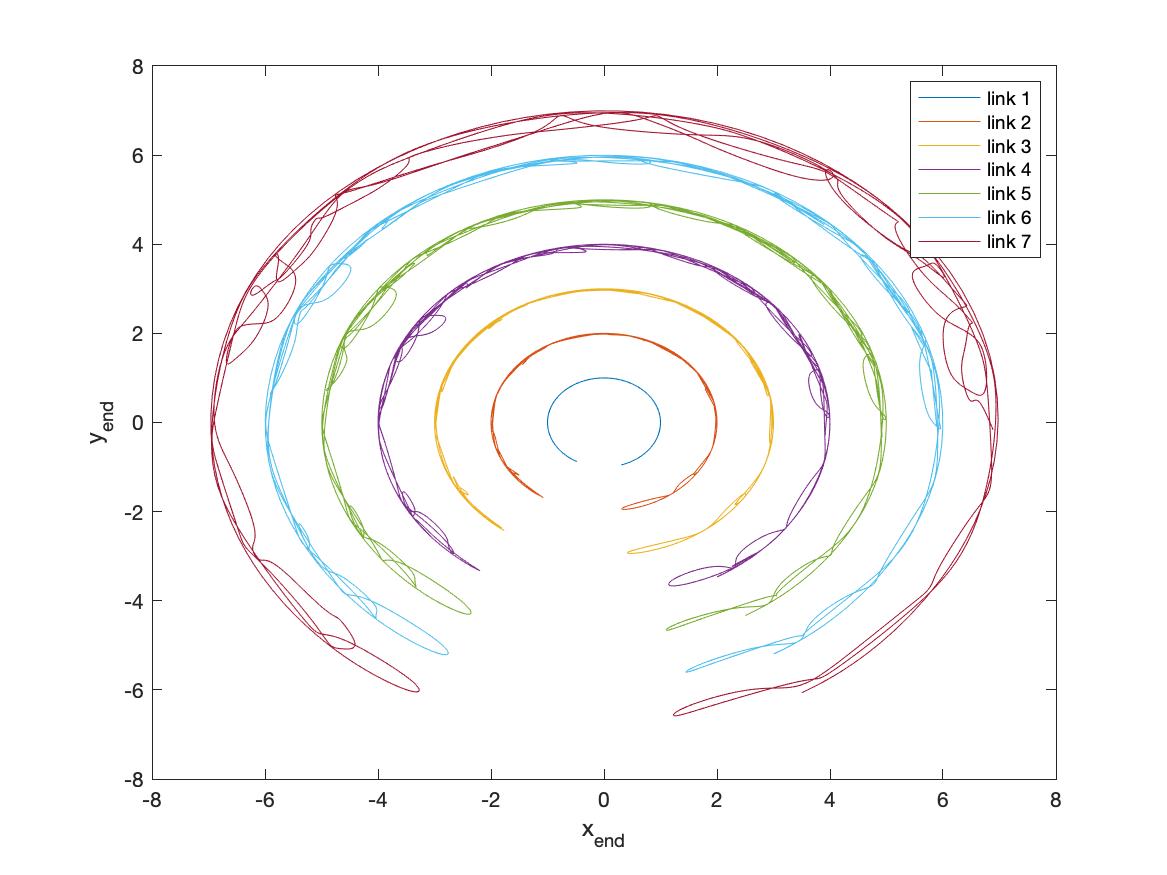 8
6
4
2
0
-2
-4
-6
-8
-8 -6 -4 -2 0 2 4 6 8
x_end
y_end
link 1
link 2
link 3
link 4
link 5
link 6
link 7